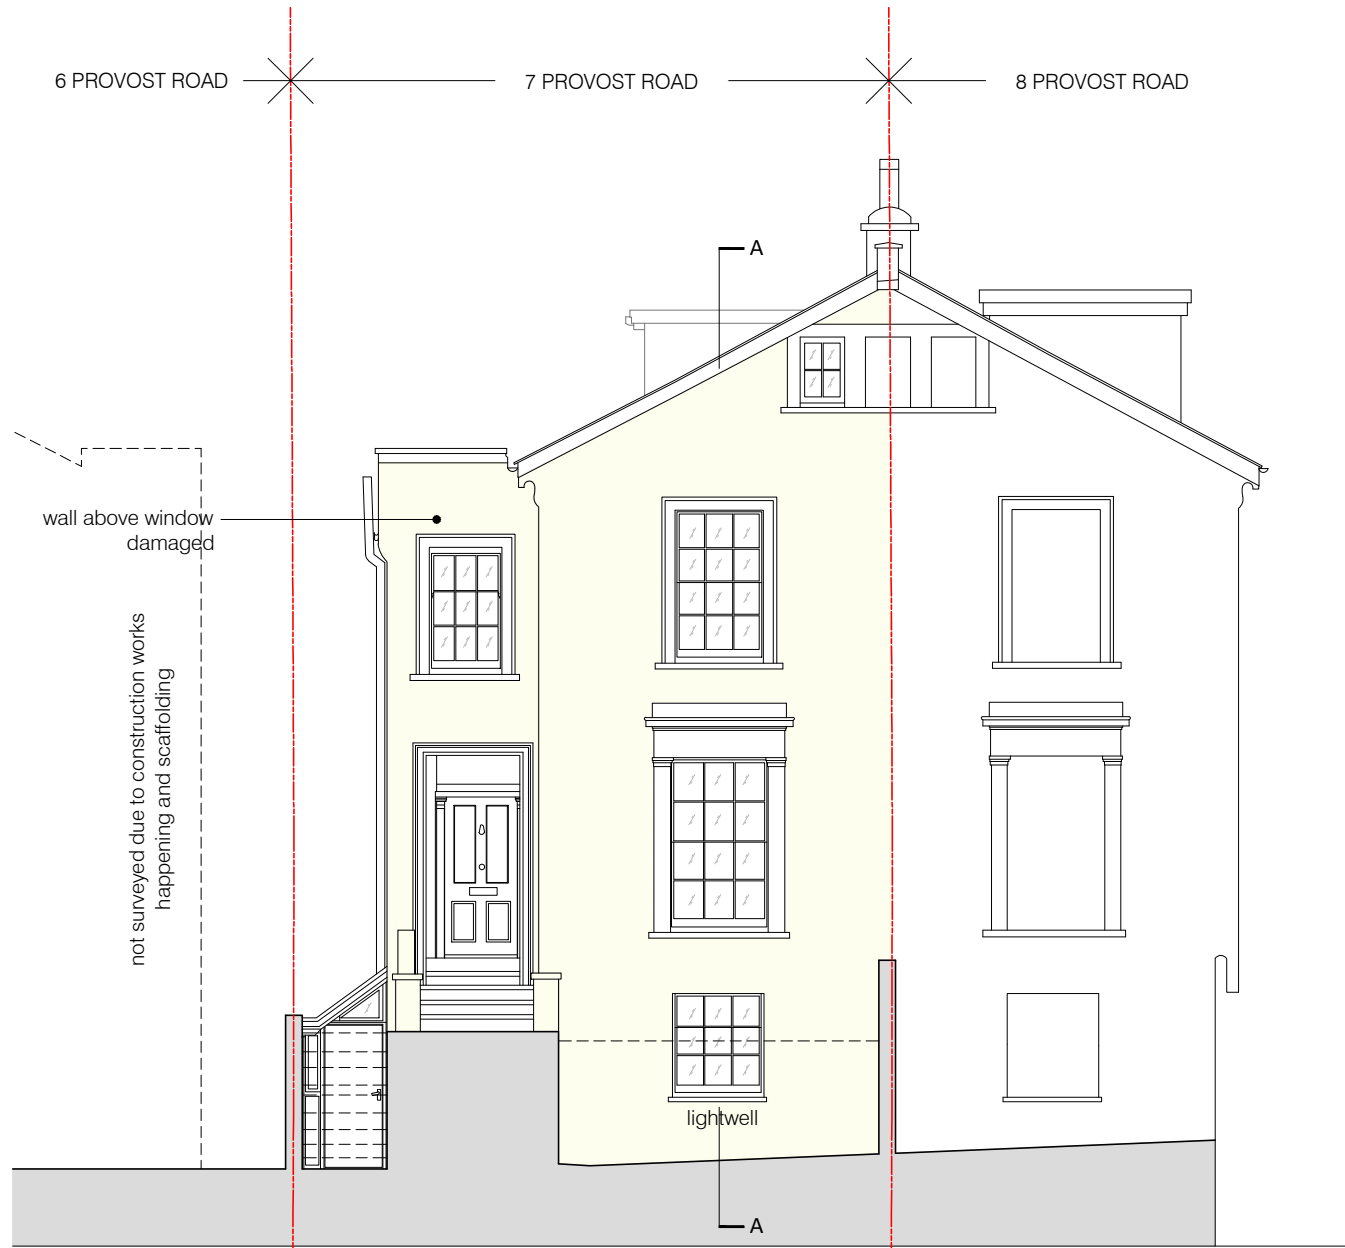 6 PROVOST ROAD
7 PROVOST ROAD
8 PROVOST ROAD
A
wall above window
damaged
not surveyed due to construction works
happening and scaffolding
lightwell
A